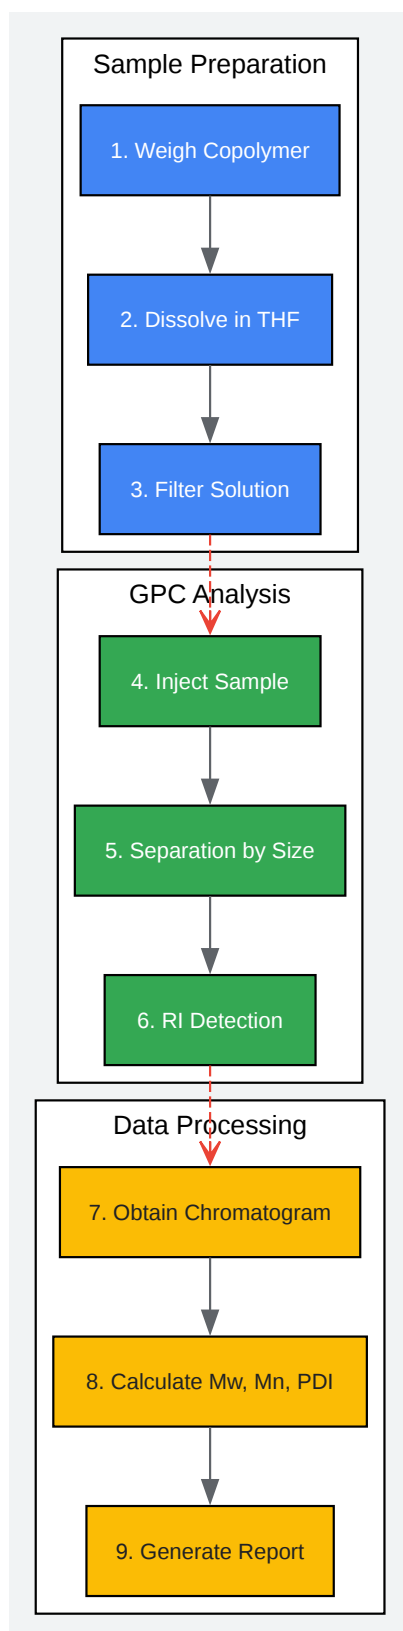 Sample Preparation
1. Weigh Copolymer
2. Dissolve in THF
3. Filter Solution
GPC Analysis
4. Inject Sample
5. Separation by Size
6. RI Detection
Data Processing
7. Obtain Chromatogram
8. Calculate Mw, Mn, PDI
9. Generate Report